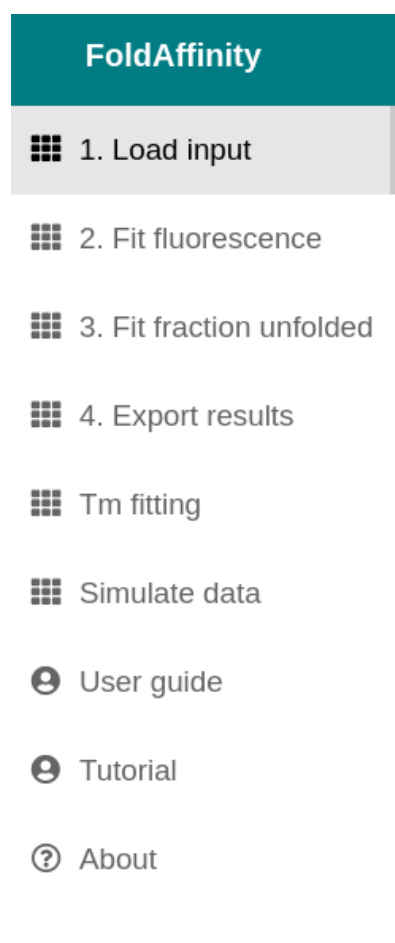 FoldAffinity
1. Load input
2. Fit fluorescence
3. Fit fraction unfolded
4. Export results
Tm fitting
Simulate data
User guide
Tutorial
About